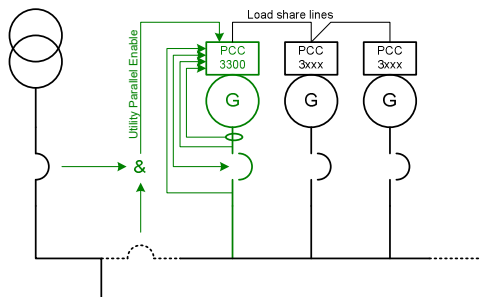 Load share lines
Utility Parallel Enable
PCC
3300
PCC
3xxx
PCC
3xxx
G
G
G
&